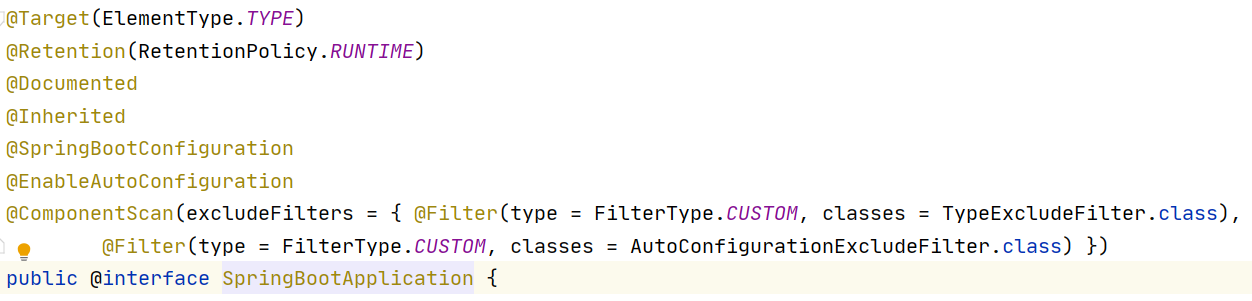 @Target(ElementType.TYPE)
@Retention(RetentionPolicy.RUNTIME)
@Documented
@Inherited
@SpringBootConfiguration
@EnableAutoConfiguration
@ComponentScan(excludeFilters = { @Filter(type = FilterType.CUSTOM, classes = TypeExcludeFilter.class),
        @Filter(type = FilterType.CUSTOM, classes = AutoConfigurationExcludeFilter.class) })
public @interface SpringBootApplication {